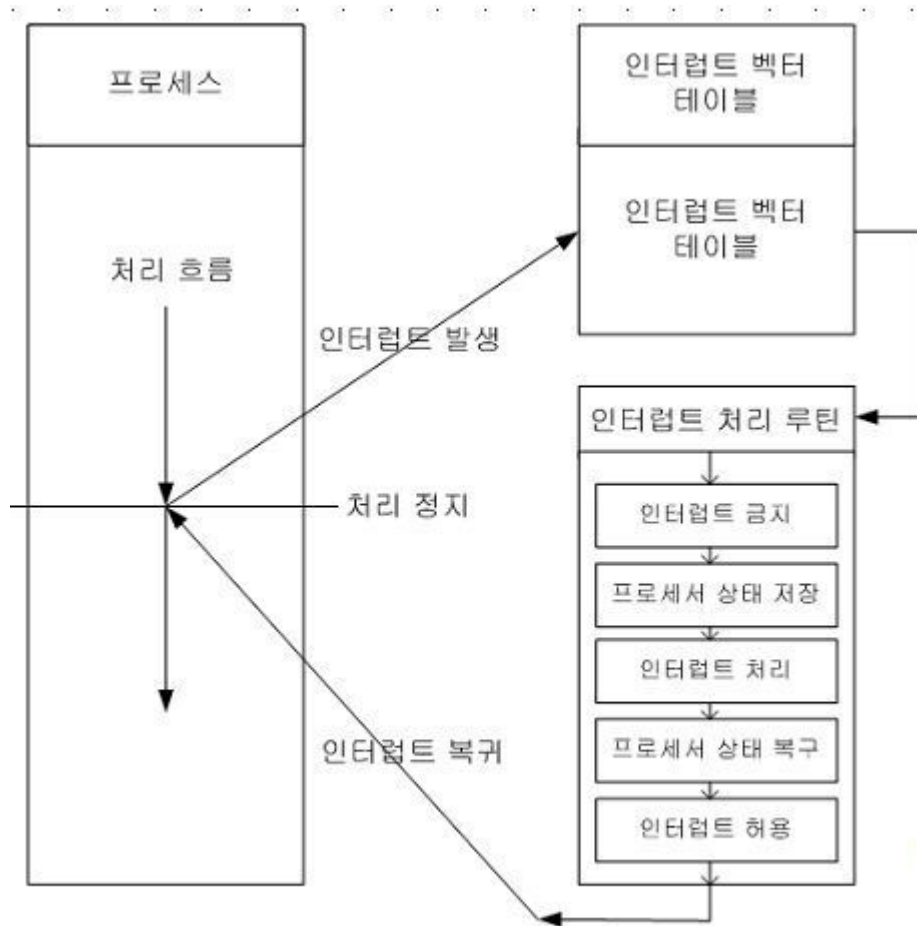 프로세스
처리 흐름
인터럽트 발생
처리 정지
인터럽트 복귀
인터럽트 벡터
테이블
인터럽트 벡터
테이블
인터럽트 처리 루틴
인터럽트 금지
프로세서 상태 저장
인터럽트 처리
프로세서 상태 복구
인터럽트 허용